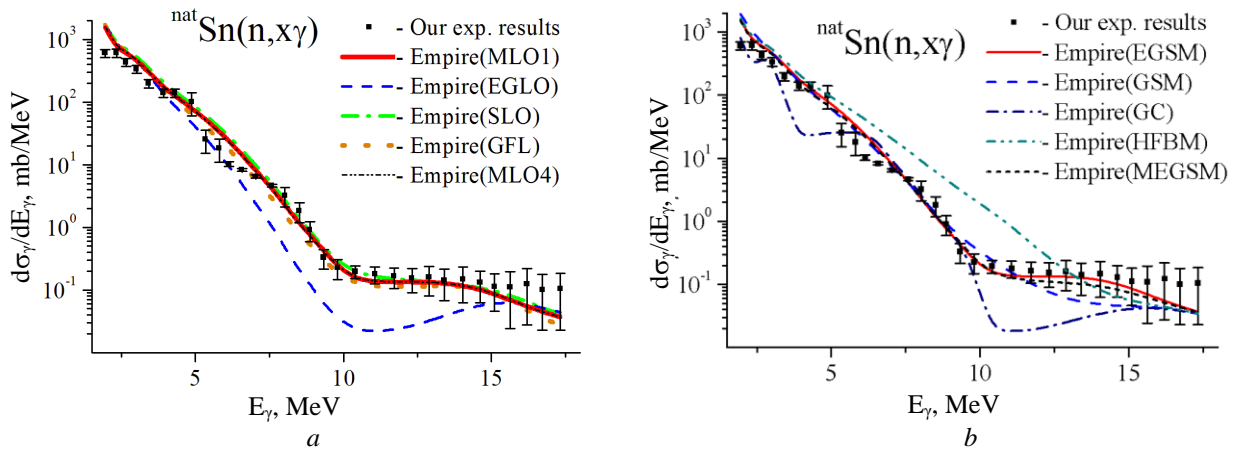 ⁿᵃᵗSn(n,xγ)
- Our exp. results
- Empire(MLO1)
- Empire(EGLO)
- Empire(SLO)
- Empire(GFL)
- Empire(MLO4)
dσᵧ/dEᵧ, mb/MeV
10³
10²
10¹
10⁰
10⁻¹
5 10 15
Eᵧ, MeV
a
ⁿᵃᵗSn(n,xγ)
- Our exp. results
- Empire(EGSM)
- Empire(GSM)
- Empire(GC)
- Empire(HFBM)
- Empire(MEGSM)
dσᵧ/dEᵧ, mb/MeV
10³
10²
10¹
10⁰
10⁻¹
5 10 15
Eᵧ, MeV
b